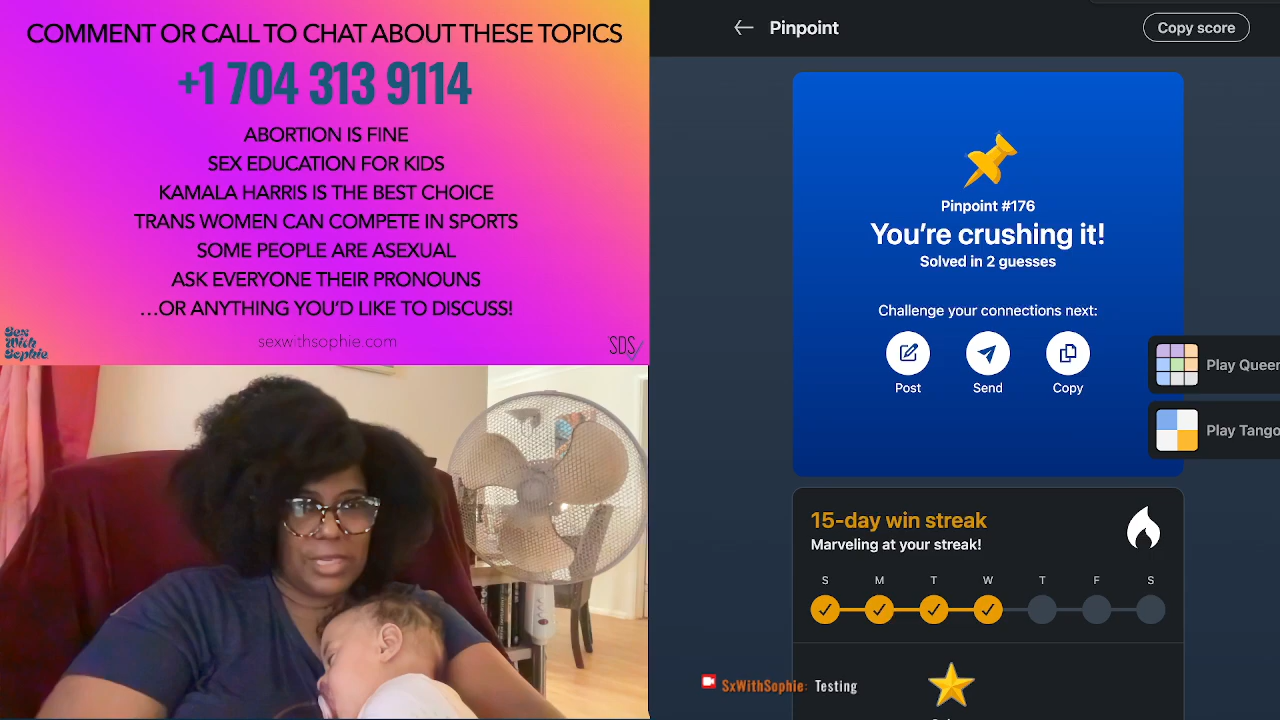 COMMENT OR CALL TO CHAT ABOUT THESE TOPICS
+1 704 313 9114
ABORTION IS FINE
SEX EDUCATION FOR KIDS
KAMALA HARRIS IS THE BEST CHOICE
TRANS WOMEN CAN COMPETE IN SPORTS
SOME PEOPLE ARE ASEXUAL
ASK EVERYONE THEIR PRONOUNS
...OR ANYTHING YOU'D LIKE TO DISCUSS!
Sex
With
Sophie
sexwithsophie.com
SDS
Pinpoint
Copy score
Pinpoint #176
You're crushing it!
Solved in 2 guesses
Challenge your connections next:
Post
Send
Copy
Play Queen
Play Tango
15-day win streak
Marveling at your streak!
S M T W T F S
SxWithSophie: Testing